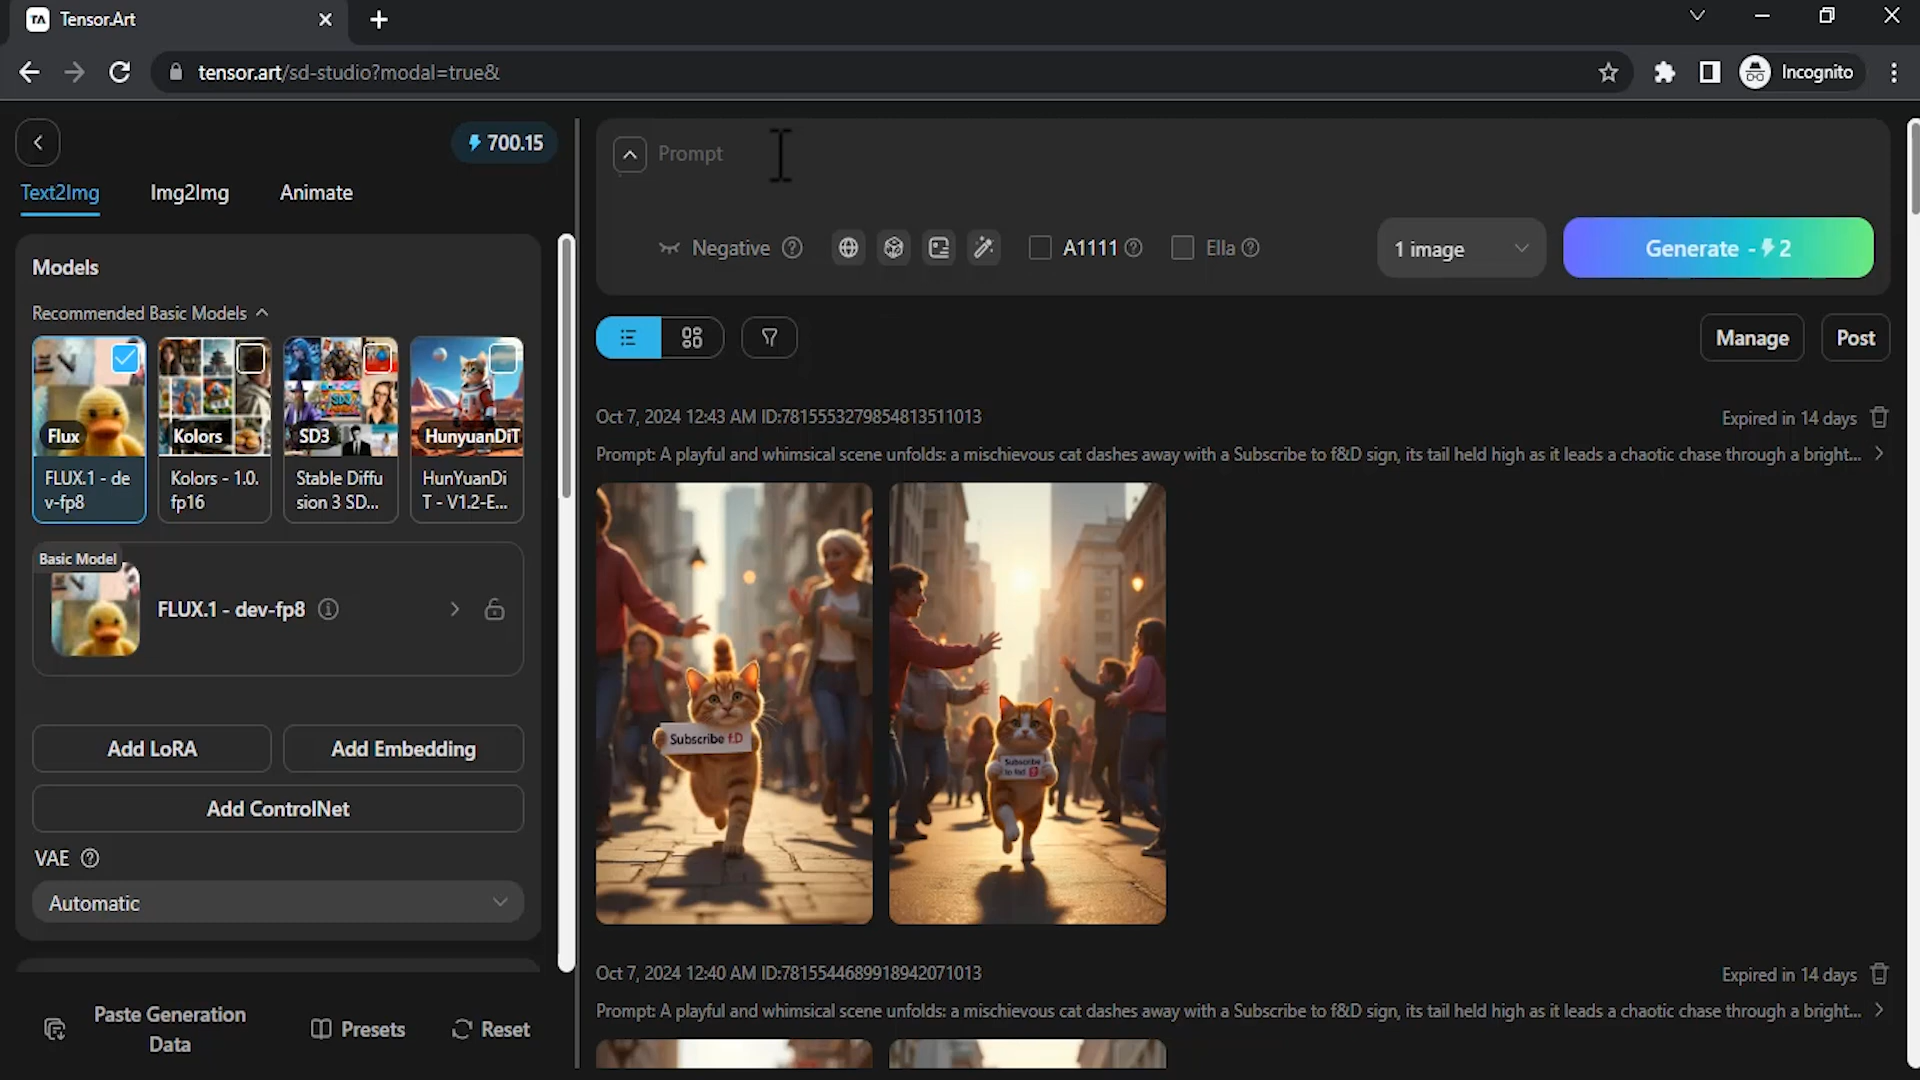 TA Tensor.Art
tensor.art/sd-studio?modal=true&
Incognito
700.15
Text2Img
Img2Img
Animate
Models
Recommended Basic Models
Flux
FLUX.1 - de
v-fp8
Kolors
Kolors - 1.0.
fp16
SD3
Stable Diffu
sion 3 SD...
HunyuanDiT
HunYuanDi
T - V1.2-E...
Basic Model
FLUX.1 - dev-fp8
Add LoRA
Add Embedding
Add ControlNet
VAE
Automatic
Paste Generation
Data
Presets
Reset
Prompt
Negative
A1111
Ella
1 image
Generate - 2
Manage
Post
Oct 7, 2024 12:43 AM ID:781555327985481351​1013
Expired in 14 days
Prompt: A playful and whimsical scene unfolds: a mischievous cat dashes away with a Subscribe to f&D sign, its tail held high as it leads a chaotic chase through a bright...
Subscribe f.D
Subscribe
Oct 7, 2024 12:40 AM ID:7815544689918942071013
Expired in 14 days
Prompt: A playful and whimsical scene unfolds: a mischievous cat dashes away with a Subscribe to f&D sign, its tail held high as it leads a chaotic chase through a bright...